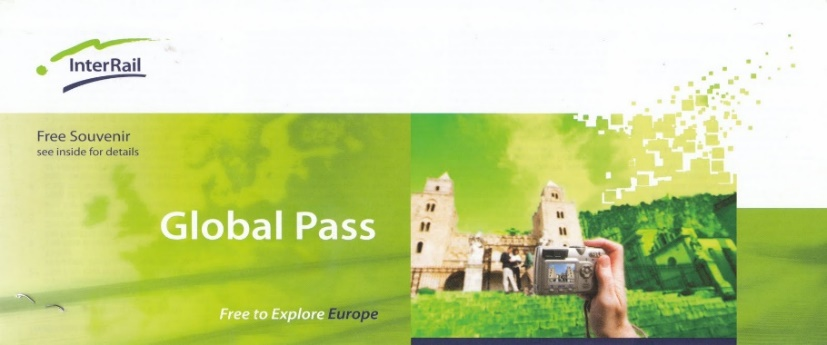 InterRail
Free Souvenir
see inside for details
Global Pass
Free to Explore Europe